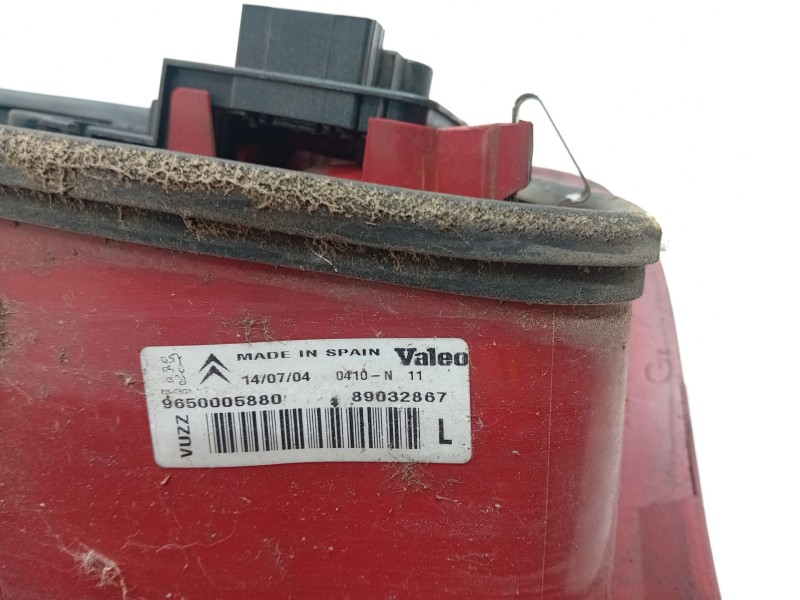 MADE IN SPAIN Valeo
14/07/04 0410-N 11
9650005880 89032867
VUZZ
L